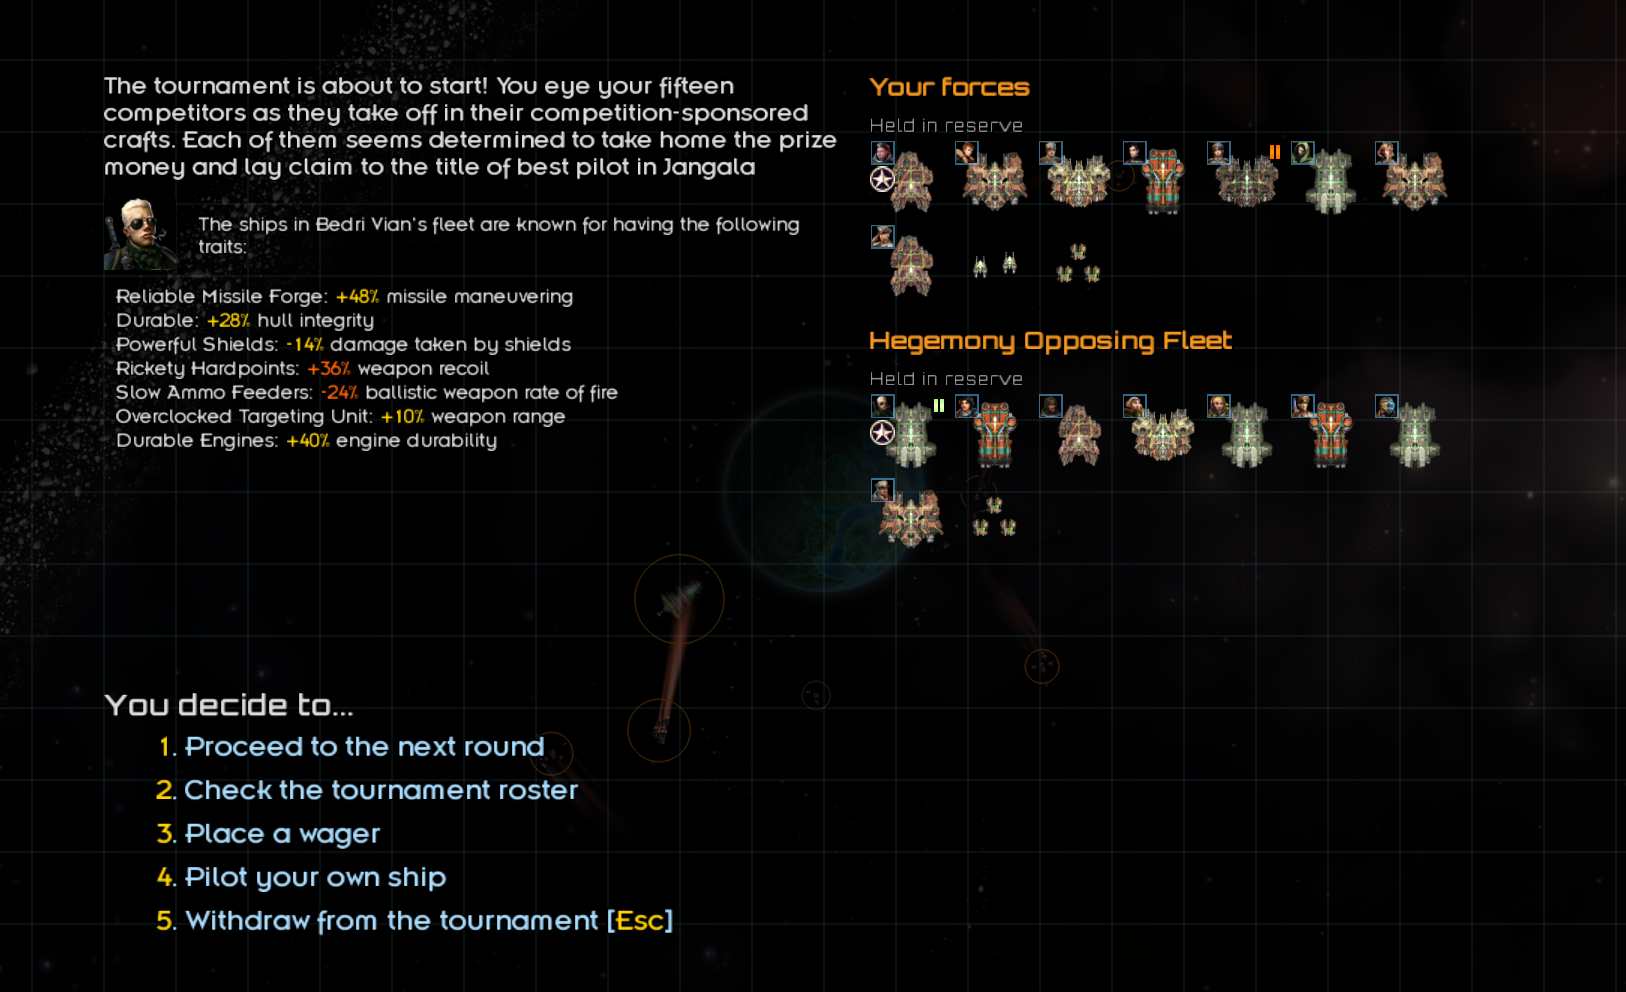 The tournament is about to start! You eye your fifteen
competitors as they take off in their competition-sponsored
crafts. Each of them seems determined to take home the prize
money and lay claim to the title of best pilot in Jangala
The ships in Bedri Vian's fleet are known for having the following
traits:
Reliable Missile Forge: +48% missile maneuvering
Durable: +28% hull integrity
Powerful Shields: -14% damage taken by shields
Rickety Hardpoints: +36% weapon recoil
Slow Ammo Feeders: -24% ballistic weapon rate of fire
Overclocked Targeting Unit: +10% weapon range
Durable Engines: +40% engine durability
You decide to...
1. Proceed to the next round
2. Check the tournament roster
3. Place a wager
4. Pilot your own ship
5. Withdraw from the tournament [Esc]
Your forces
Held in reserve
Hegemony Opposing Fleet
Held in reserve